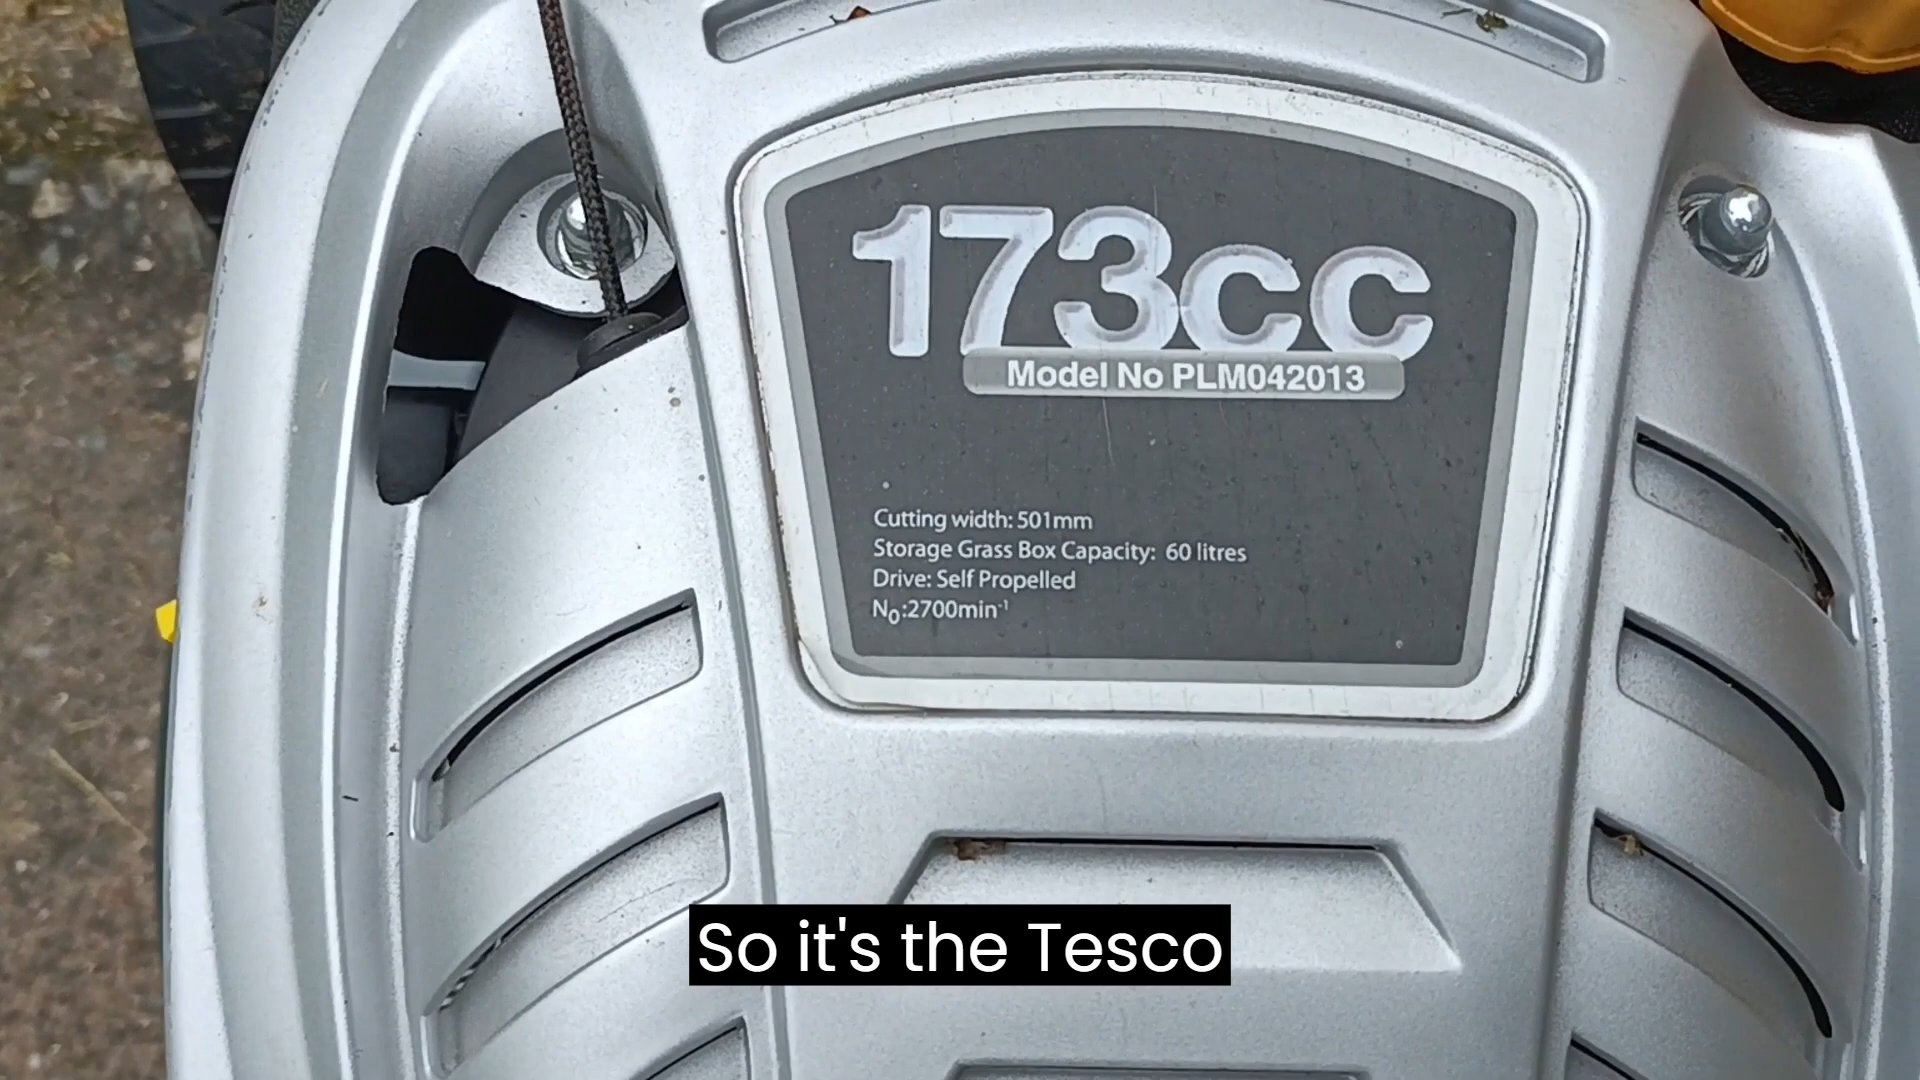 173cc
Model No PLM042013
Cutting width: 501mm
Storage Grass Box Capacity: 60 litres
Drive: Self Propelled
N₀:2700min⁻¹
So it's the Tesco